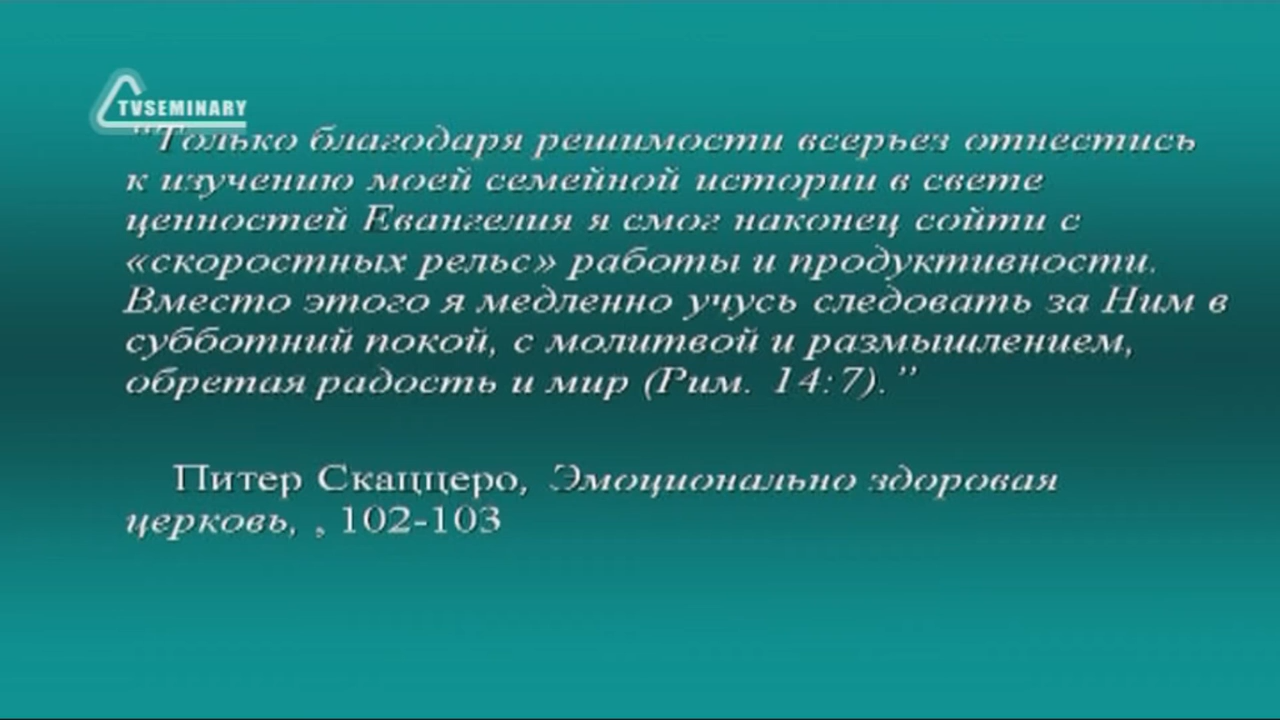 TVSEMINARY
“Только благодаря решимости всерьез отнестись
к изучению моей семейной истории в свете
ценностей Евангелия я смог наконец сойти с
«скоростных рельс» работы и продуктивности.
Вместо этого я медленно учусь следовать за Ним в
субботний покой, с молитвой и размышлением,
обретая радость и мир (Рим. 14:7).”
Питер Скаццеро, Эмоционально здоровая
церковь, , 102-103